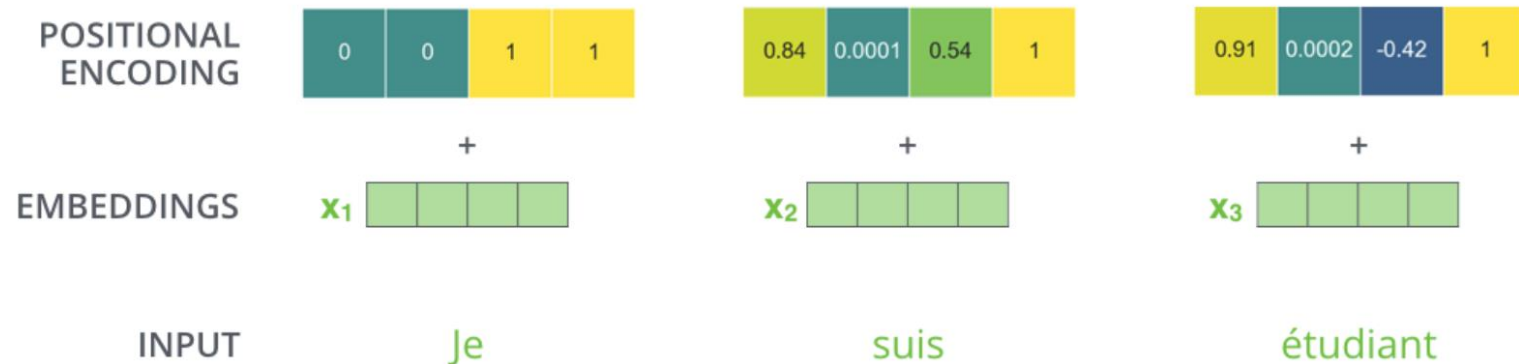 POSITIONAL
ENCODING
0 0 1 1
0.84 0.0001 0.54 1
0.91 0.0002 -0.42 1
+ + +
EMBEDDINGS x1 x2 x3
INPUT Je suis étudiant